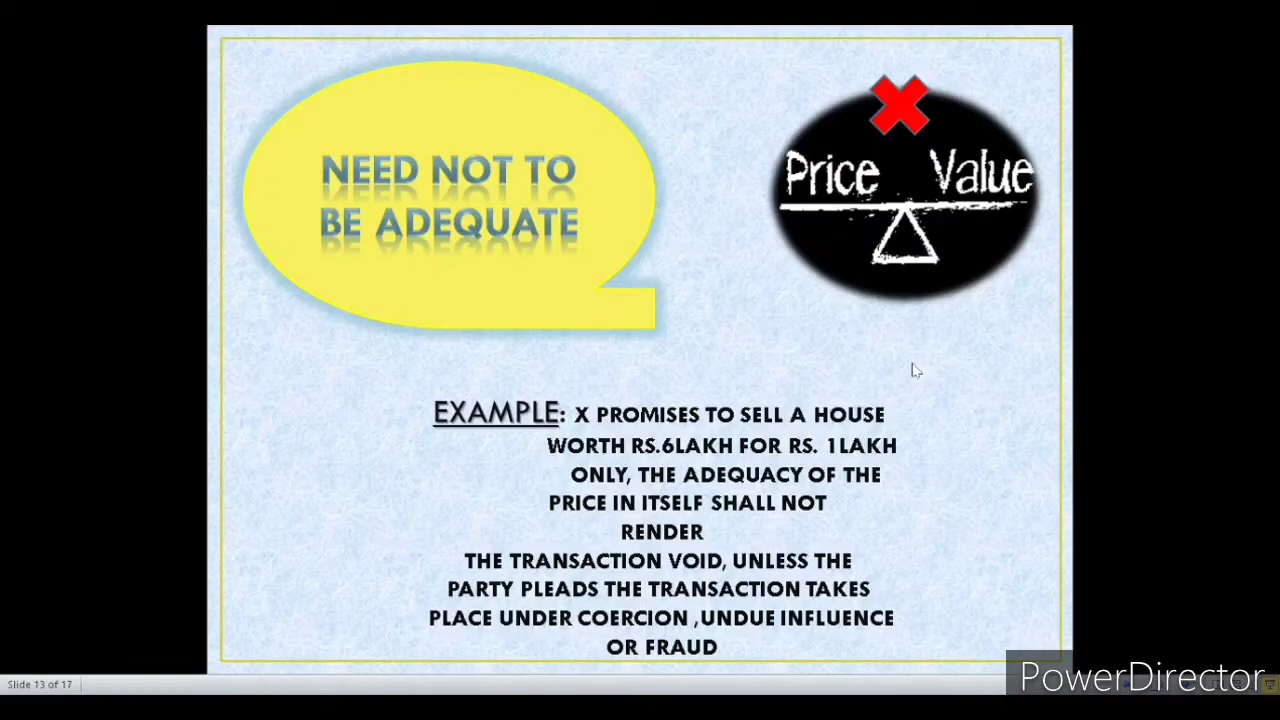 NEED NOT TO
BE ADEQUATE
Price Value
EXAMPLE: X PROMISES TO SELL A HOUSE
WORTH RS.6LAKH FOR RS. 1LAKH
ONLY, THE ADEQUACY OF THE
PRICE IN ITSELF SHALL NOT
RENDER
THE TRANSACTION VOID, UNLESS THE
PARTY PLEADS THE TRANSACTION TAKES
PLACE UNDER COERCION ,UNDUE INFLUENCE
OR FRAUD
Slide 13 of 17
PowerDirector